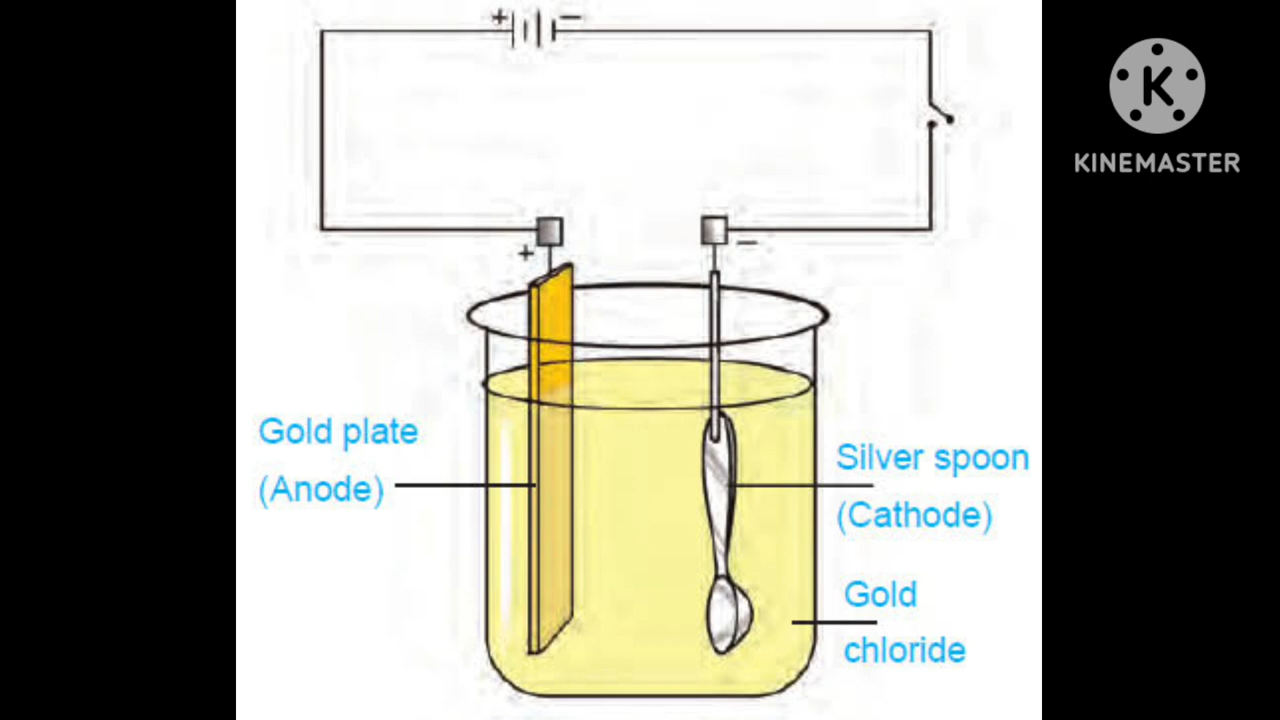 + −
K
KINEMASTER
+ −
Gold plate
(Anode)
Silver spoon
(Cathode)
Gold
chloride